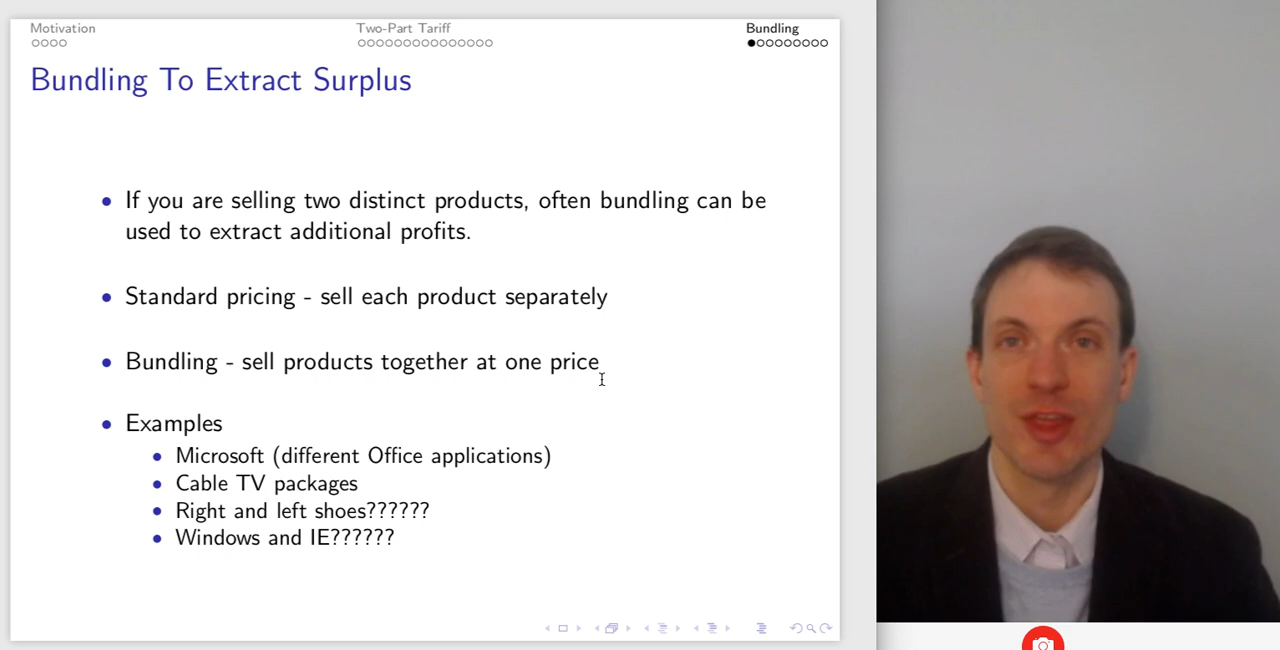 Motivation
Two-Part Tariff
Bundling
Bundling To Extract Surplus
If you are selling two distinct products, often bundling can be
used to extract additional profits.
Standard pricing - sell each product separately
Bundling - sell products together at one price
Examples
Microsoft (different Office applications)
Cable TV packages
Right and left shoes??????
Windows and IE??????